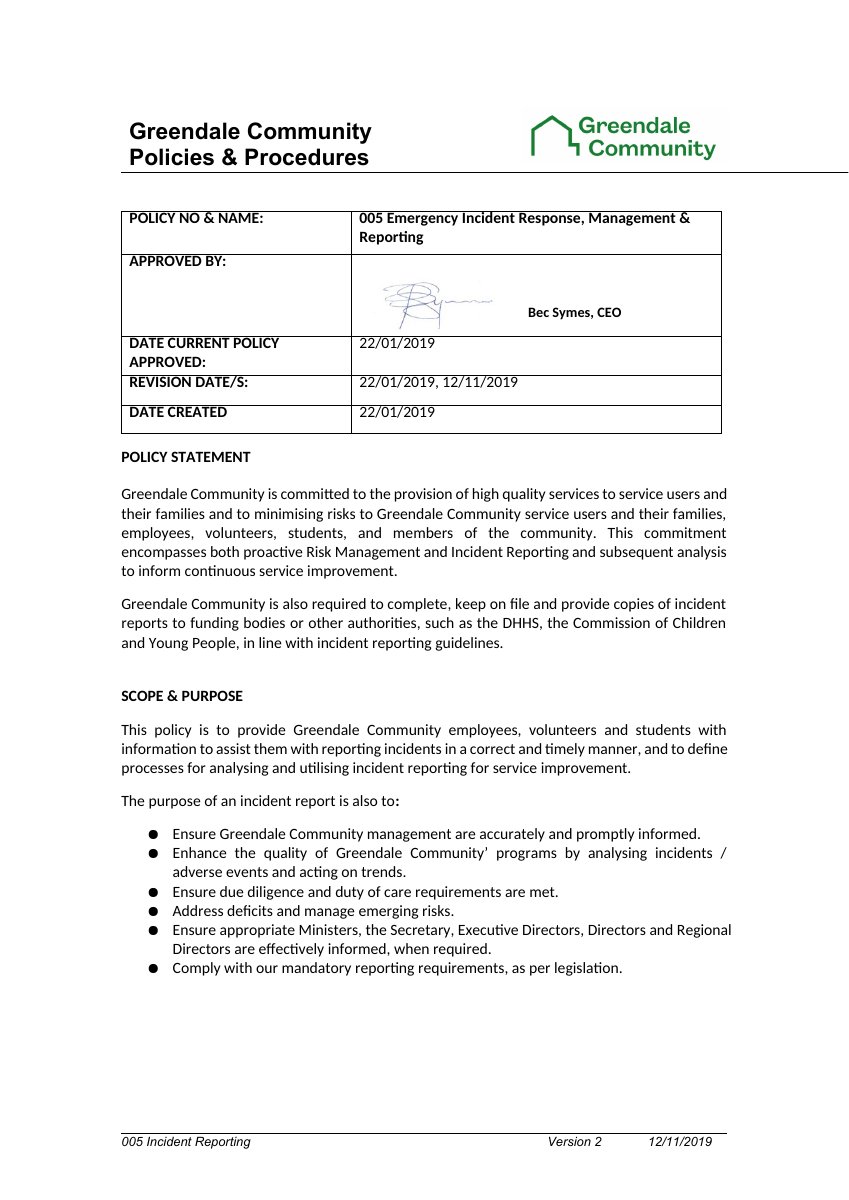 Greendale Community
Policies & Procedures
Greendale
Community
POLICY NO & NAME:
005 Emergency Incident Response, Management &
Reporting
APPROVED BY:
Bec Symes, CEO
DATE CURRENT POLICY
APPROVED:
22/01/2019
REVISION DATE/S:
22/01/2019, 12/11/2019
DATE CREATED
22/01/2019
POLICY STATEMENT
Greendale Community is committed to the provision of high quality services to service users and
their families and to minimising risks to Greendale Community service users and their families,
employees, volunteers, students, and members of the community. This commitment
encompasses both proactive Risk Management and Incident Reporting and subsequent analysis
to inform continuous service improvement.
Greendale Community is also required to complete, keep on file and provide copies of incident
reports to funding bodies or other authorities, such as the DHHS, the Commission of Children
and Young People, in line with incident reporting guidelines.
SCOPE & PURPOSE
This policy is to provide Greendale Community employees, volunteers and students with
information to assist them with reporting incidents in a correct and timely manner, and to define
processes for analysing and utilising incident reporting for service improvement.
The purpose of an incident report is also to:
● Ensure Greendale Community management are accurately and promptly informed.
● Enhance the quality of Greendale Community’ programs by analysing incidents /
adverse events and acting on trends.
● Ensure due diligence and duty of care requirements are met.
● Address deficits and manage emerging risks.
● Ensure appropriate Ministers, the Secretary, Executive Directors, Directors and Regional
Directors are effectively informed, when required.
● Comply with our mandatory reporting requirements, as per legislation.
005 Incident Reporting Version 2 12/11/2019